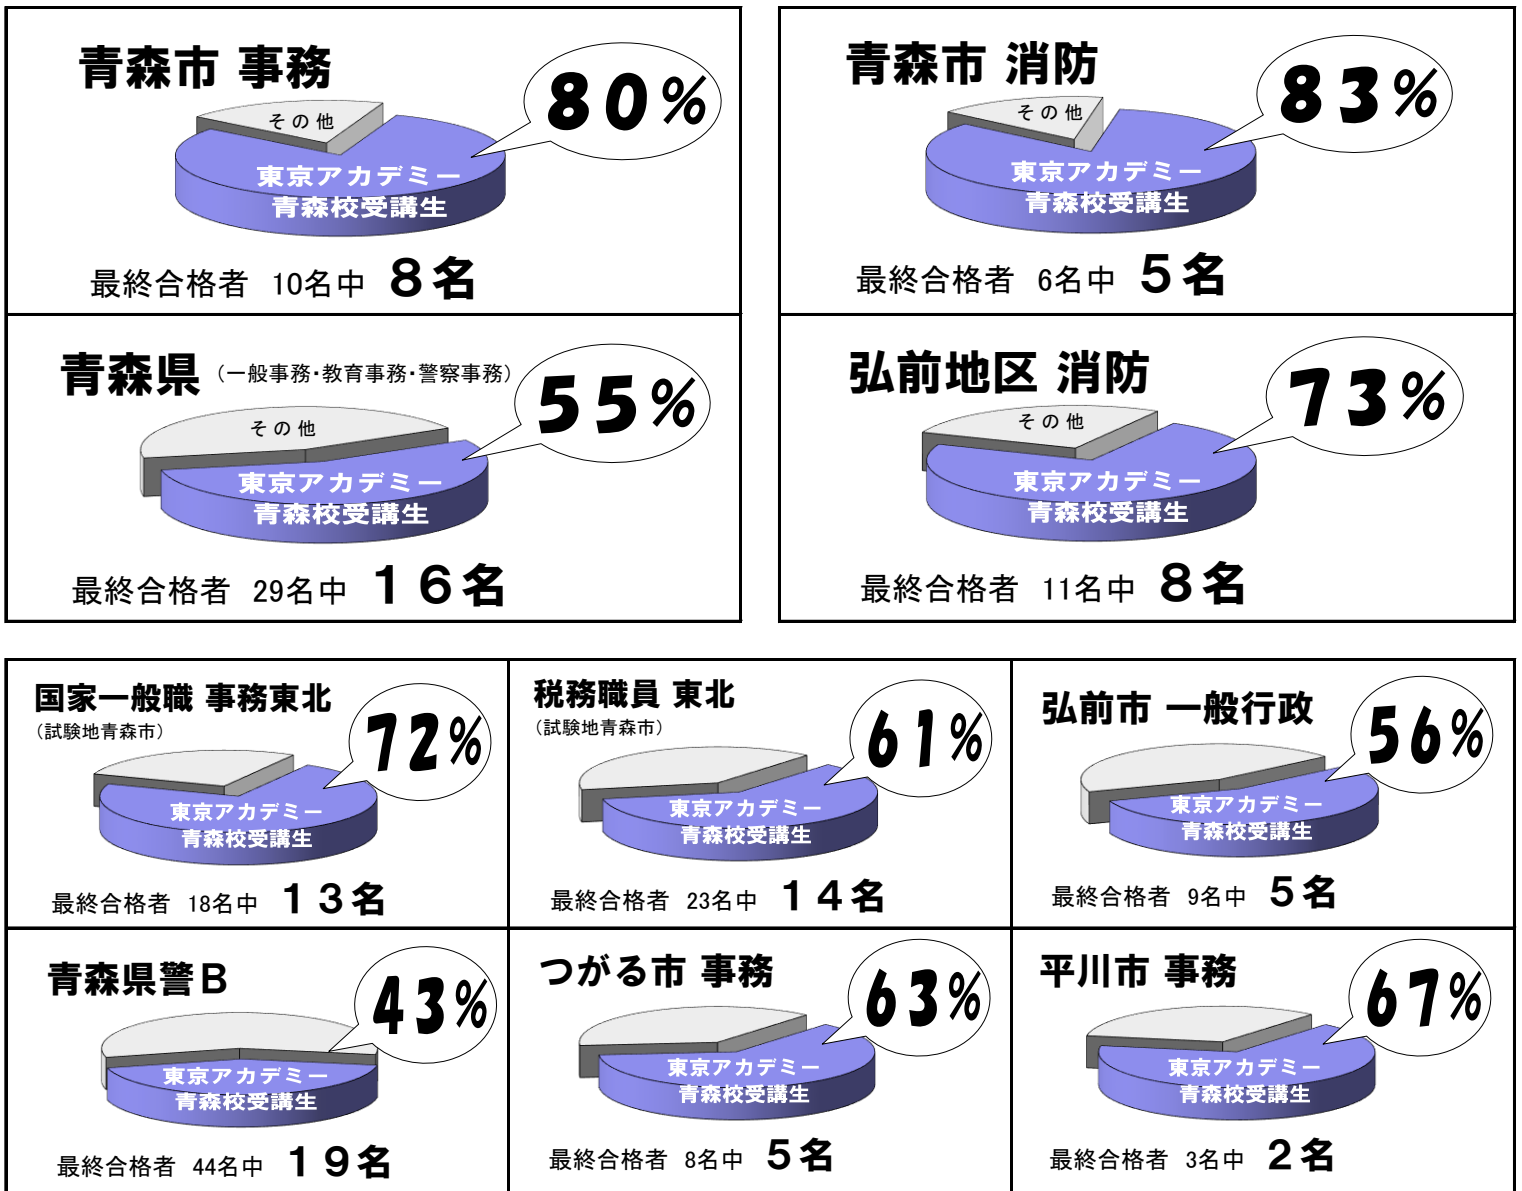 青森市 事務
80%
その他
東京アカデミー
青森校受講生
最終合格者 10名中 8名
青森市 消防
83%
その他
東京アカデミー
青森校受講生
最終合格者 6名中 5名
青森県 (一般事務・教育事務・警察事務)
55%
その他
東京アカデミー
青森校受講生
最終合格者 29名中 16名
弘前地区 消防
73%
その他
東京アカデミー
青森校受講生
最終合格者 11名中 8名
国家一般職 事務東北
(試験地青森市)
72%
東京アカデミー
青森校受講生
最終合格者 18名中 13名
税務職員 東北
(試験地青森市)
61%
東京アカデミー
青森校受講生
最終合格者 23名中 14名
弘前市 一般行政
56%
東京アカデミー
青森校受講生
最終合格者 9名中 5名
青森県警B
43%
東京アカデミー
青森校受講生
最終合格者 44名中 19名
つがる市 事務
63%
東京アカデミー
青森校受講生
最終合格者 8名中 5名
平川市 事務
67%
東京アカデミー
青森校受講生
最終合格者 3名中 2名